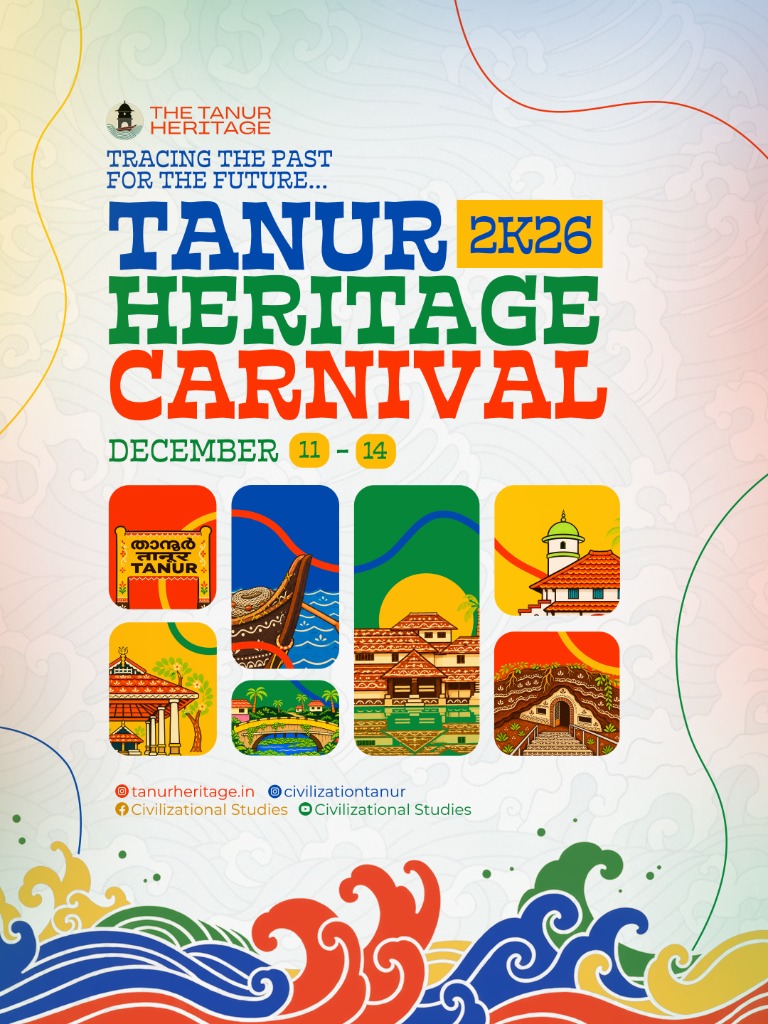 THE TANUR
HERITAGE
TRACING THE PAST
FOR THE FUTURE...
TANUR 2K26
HERITAGE
CARNIVAL
DECEMBER 11 - 14
താനൂർ
तानूर
TANUR
tanurheritage.in civilizationtanur
Civilizational Studies Civilizational Studies